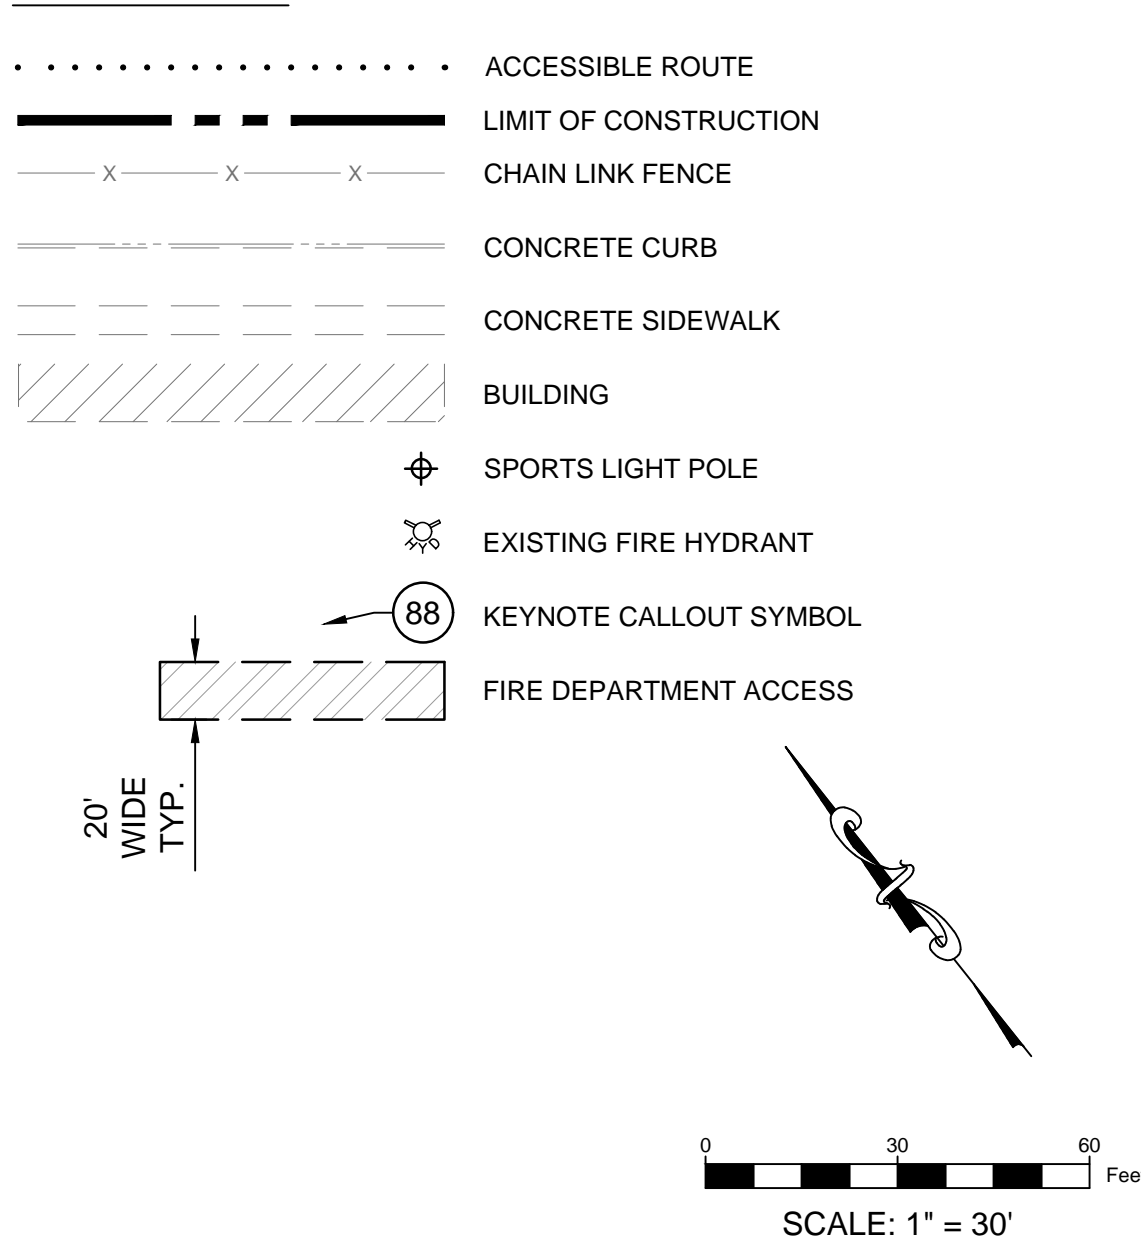 ACCESSIBLE ROUTE
LIMIT OF CONSTRUCTION
X X X CHAIN LINK FENCE
CONCRETE CURB
CONCRETE SIDEWALK
BUILDING
SPORTS LIGHT POLE
HYD EXISTING FIRE HYDRANT
88 KEYNOTE CALLOUT SYMBOL
FIRE DEPARTMENT ACCESS
20'
WIDE
TYP.
0 30 60
Fee
SCALE: 1" = 30'